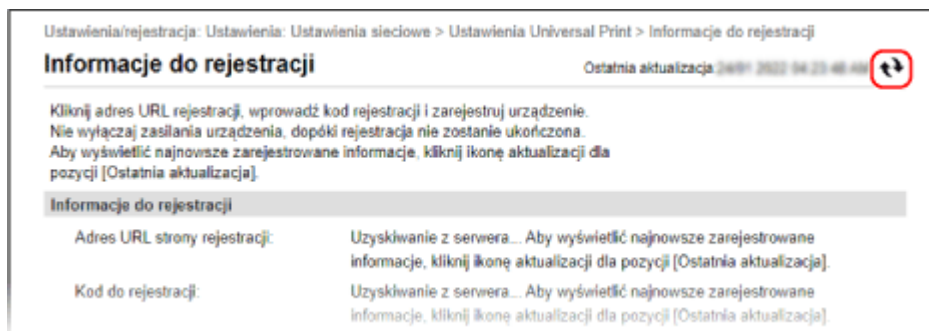 Ustawienia/rejestracja: Ustawienia: Ustawienia sieciowe > Ustawienia Universal Print > Informacje do rejestracji
Informacje do rejestracji
Ostatnia aktualizacja:
Kliknij adres URL rejestracji, wprowadź kod rejestracji i zarejestruj urządzenie.
Nie wyłączaj zasilania urządzenia, dopóki rejestracja nie zostanie ukończona.
Aby wyświetlić najnowsze zarejestrowane informacje, kliknij ikonę aktualizacji dla
pozycji [Ostatnia aktualizacja].
Informacje do rejestracji
Adres URL strony rejestracji:
Uzyskiwanie z serwera... Aby wyświetlić najnowsze zarejestrowane
informacje, kliknij ikonę aktualizacji dla pozycji [Ostatnia aktualizacja].
Kod do rejestracji:
Uzyskiwanie z serwera... Aby wyświetlić najnowsze zarejestrowane
informacje, kliknij ikonę aktualizacji dla pozycji [Ostatnia aktualizacja].